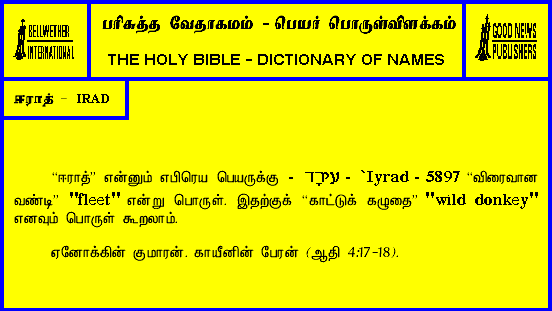 BELLWETHER
INTERNATIONAL
பரிசுத்த வேதாகமம் - பெயர் பொருள்விளக்கம்
THE HOLY BIBLE - DICTIONARY OF NAMES
GOOD NEWS
PUBLISHERS
ஈராத் - IRAD
“ஈராத்” என்னும் எபிரெய பெயருக்கு - עִירָד - `Iyrad - 5897 “விரைவான
வண்டி” "fleet" என்று பொருள். இதற்குக் “காட்டுக் கழுதை” "wild donkey"
எனவும் பொருள் கூறலாம்.
ஏனோக்கின் குமாரன். காயீனின் பேரன் (ஆதி 4:17-18).